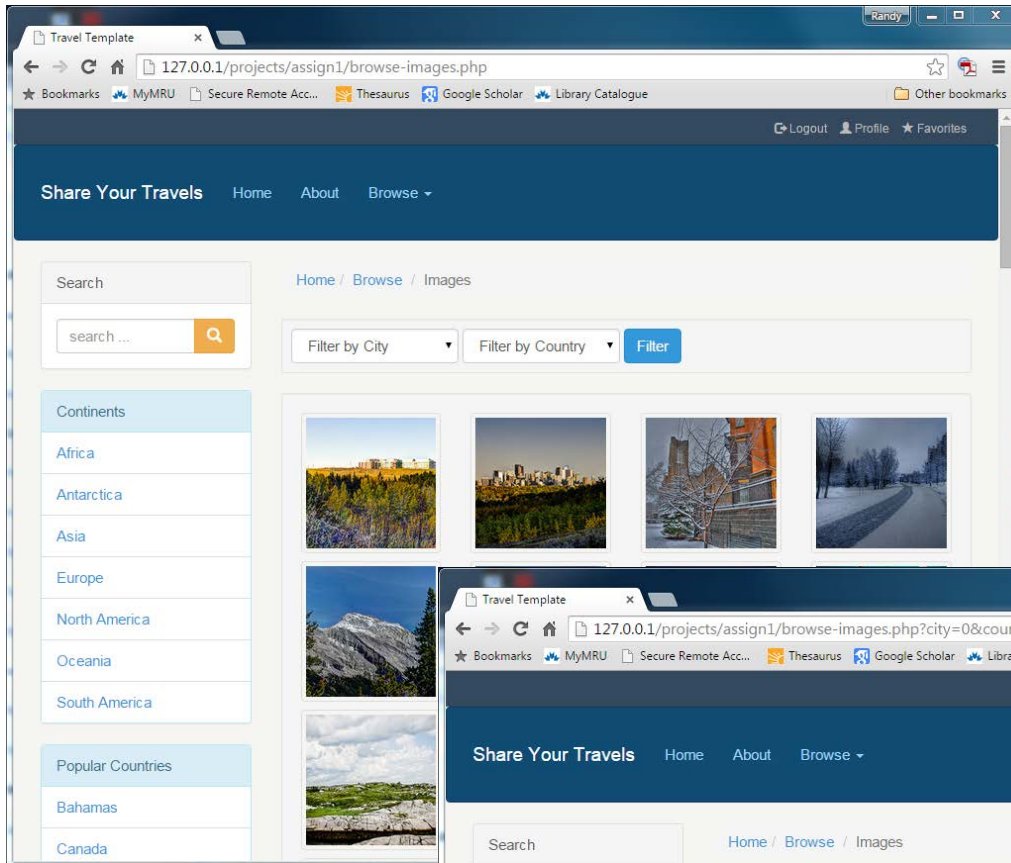 Randy
Travel Template
127.0.0.1/projects/assign1/browse-images.php
Bookmarks MyMRU Secure Remote Acc... Thesaurus Google Scholar Library Catalogue Other bookmarks
Logout Profile Favorites
Share Your Travels Home About Browse
Search
search ...
Continents
Africa
Antarctica
Asia
Europe
North America
Oceania
South America
Popular Countries
Bahamas
Canada
Home / Browse / Images
Filter by City Filter by Country Filter
Travel Template
127.0.0.1/projects/assign1/browse-images.php?city=0&cour
Bookmarks MyMRU Secure Remote Acc... Thesaurus Google Scholar Libra
Share Your Travels Home About Browse
Search
Home / Browse / Images